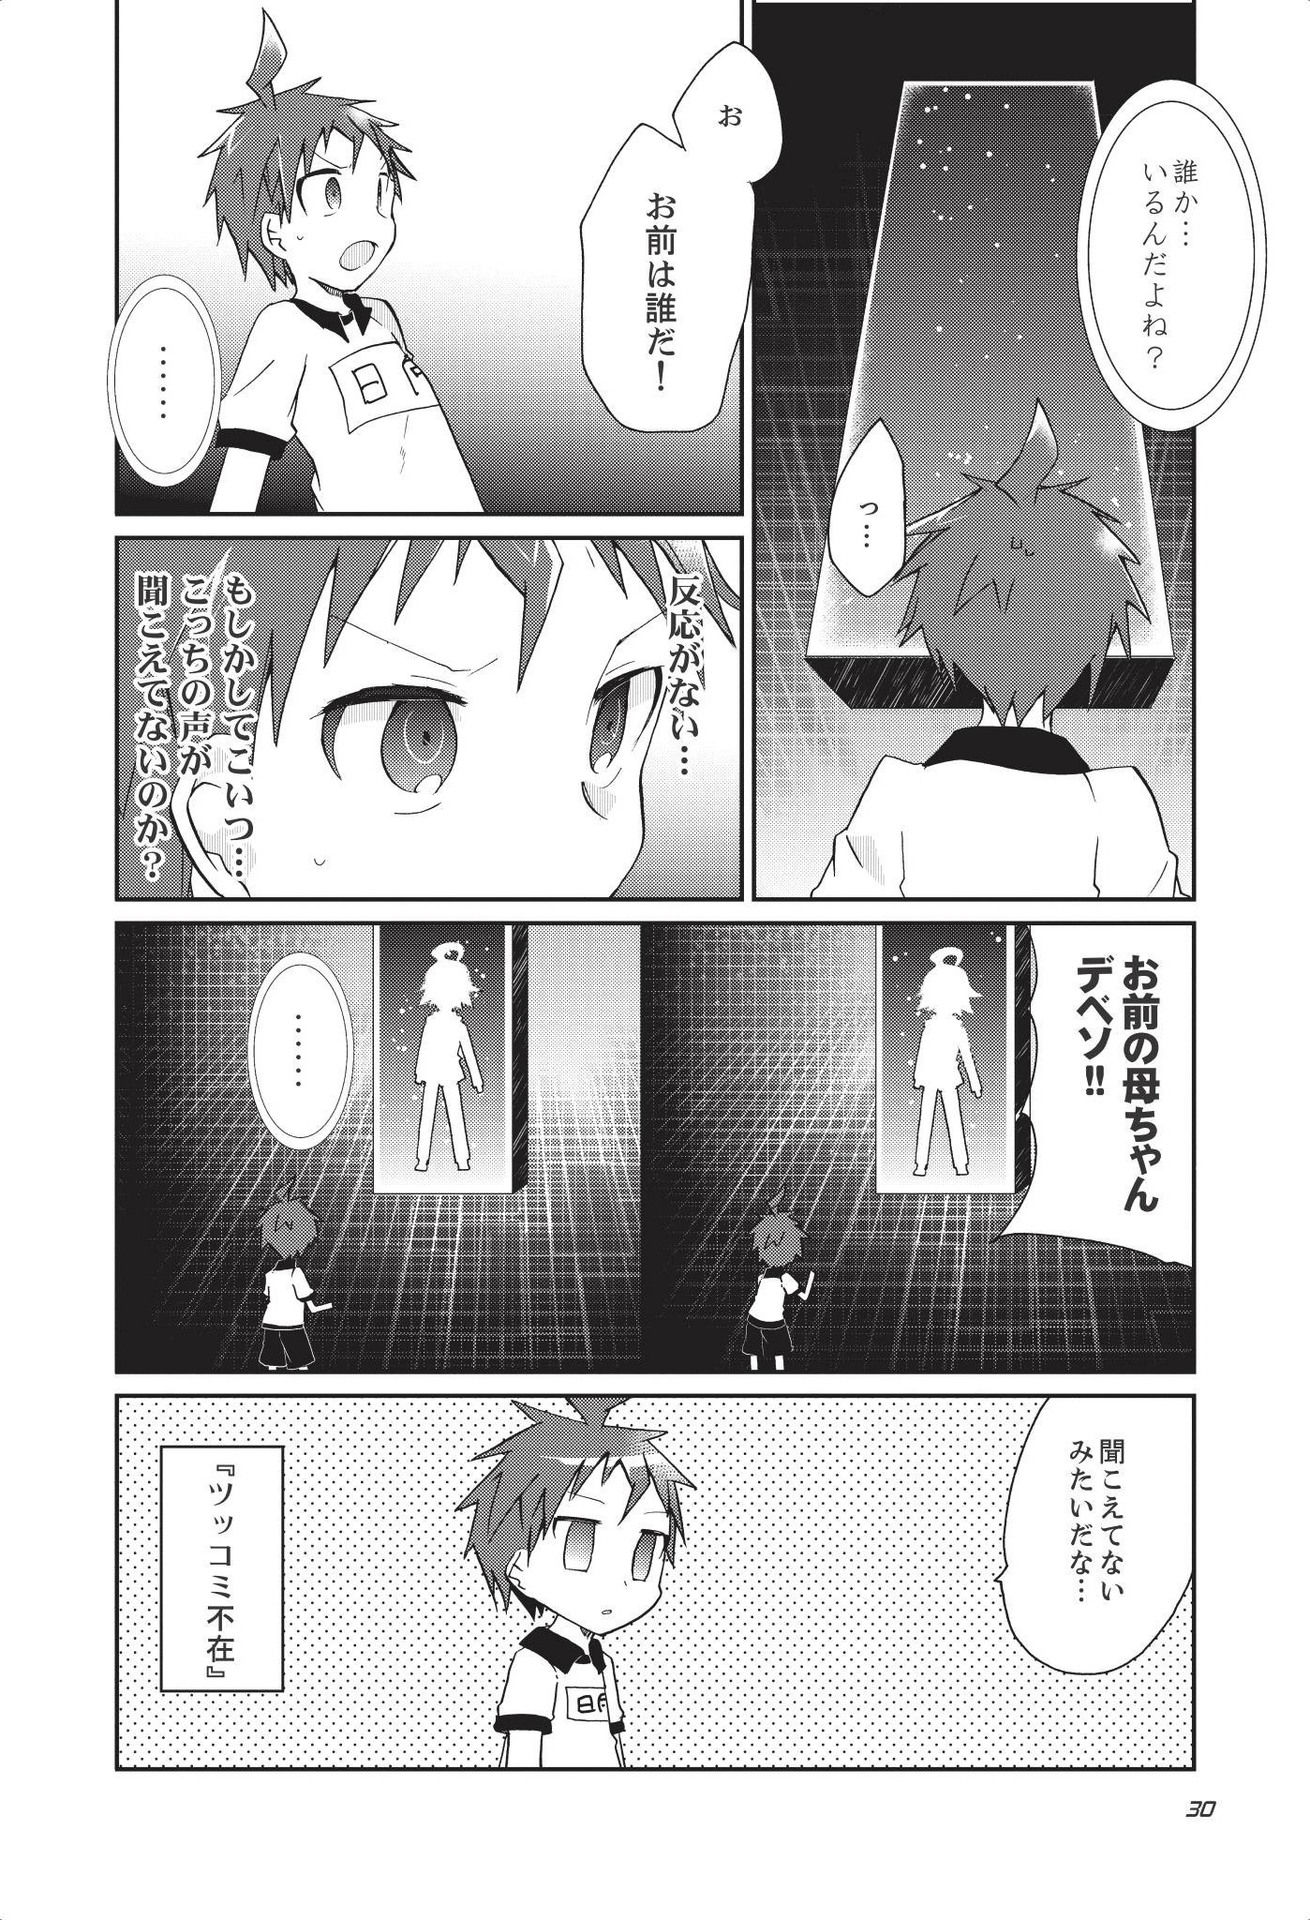 誰か…
いるんだよね？
っ…
お
お前は誰だ！
……
日
反応がない…
もしかしてこいつ…
こっちの声が
聞こえてないのか？
お前の母ちゃん
デベソ!!
……
聞こえてない
みたいだな…
日
『ツッコミ不在』
30